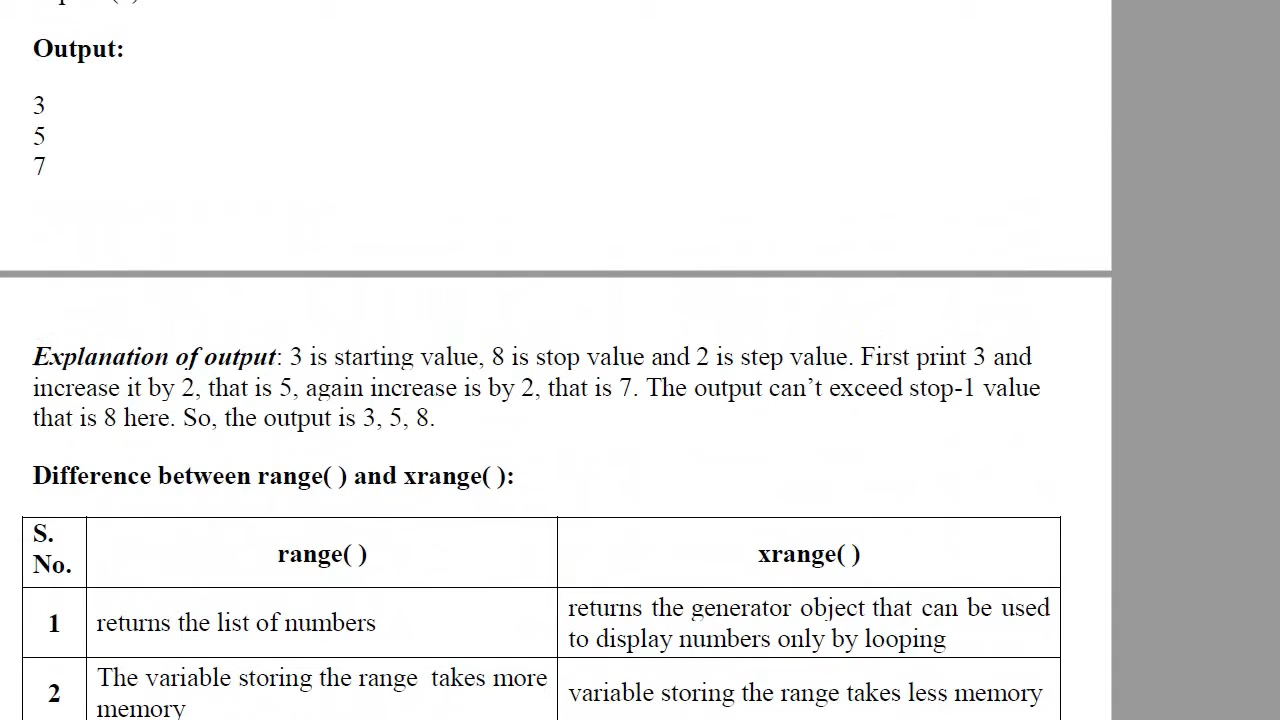 Output:
3
5
7
Explanation of output: 3 is starting value, 8 is stop value and 2 is step value. First print 3 and
increase it by 2, that is 5, again increase is by 2, that is 7. The output can’t exceed stop-1 value
that is 8 here. So, the output is 3, 5, 8.
Difference between range( ) and xrange( ):
S.
No.
range( )
xrange( )
1
returns the list of numbers
returns the generator object that can be used
to display numbers only by looping
2
The variable storing the range takes more
memory
variable storing the range takes less memory